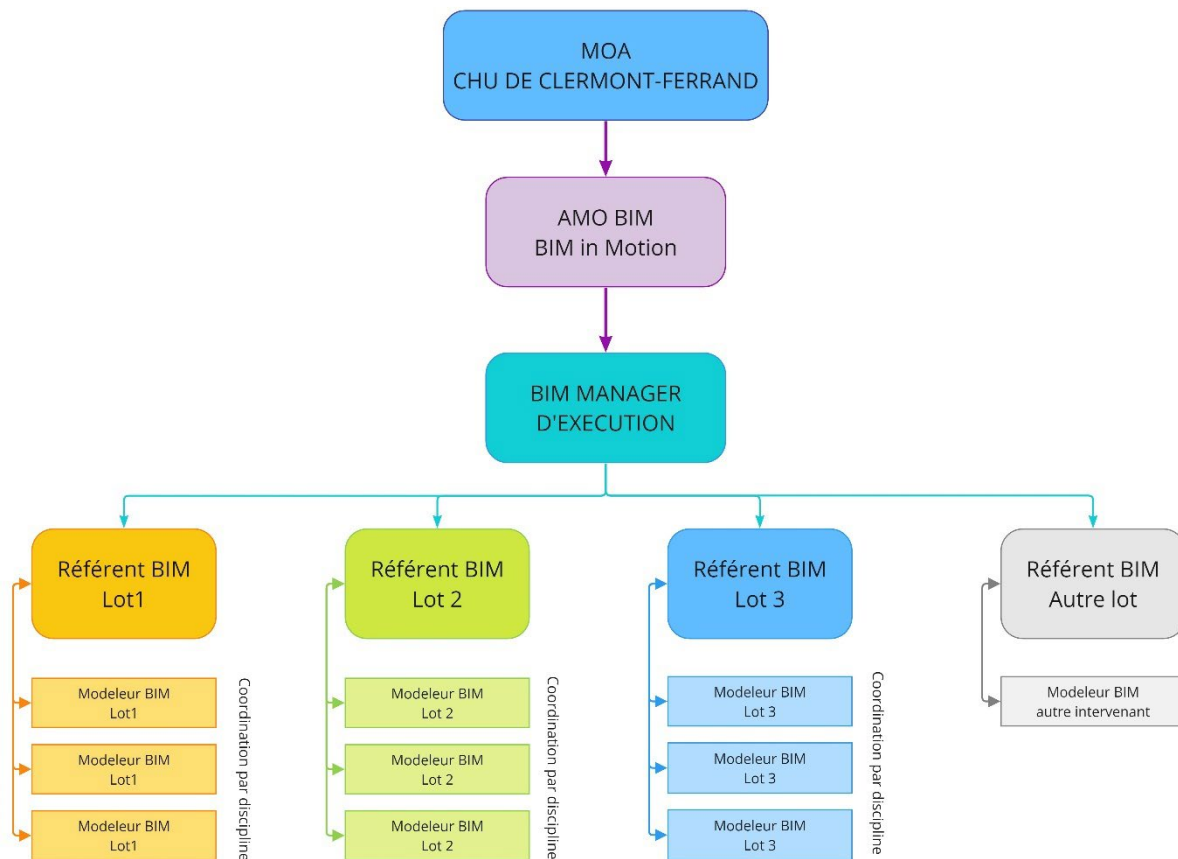 MOA
CHU DE CLERMONT-FERRAND
AMO BIM
BIM in Motion
BIM MANAGER
D'EXECUTION
Référent BIM
Lot1
Référent BIM
Lot 2
Référent BIM
Lot 3
Référent BIM
Autre lot
Modeleur BIM
Lot1
Modeleur BIM
Lot1
Modeleur BIM
Lot1
Coordination par discipline
Modeleur BIM
Lot 2
Modeleur BIM
Lot 2
Modeleur BIM
Lot 2
Coordination par discipline
Modeleur BIM
Lot 3
Modeleur BIM
Lot 3
Modeleur BIM
Lot 3
Coordination par discipline
Modeleur BIM
autre intervenant